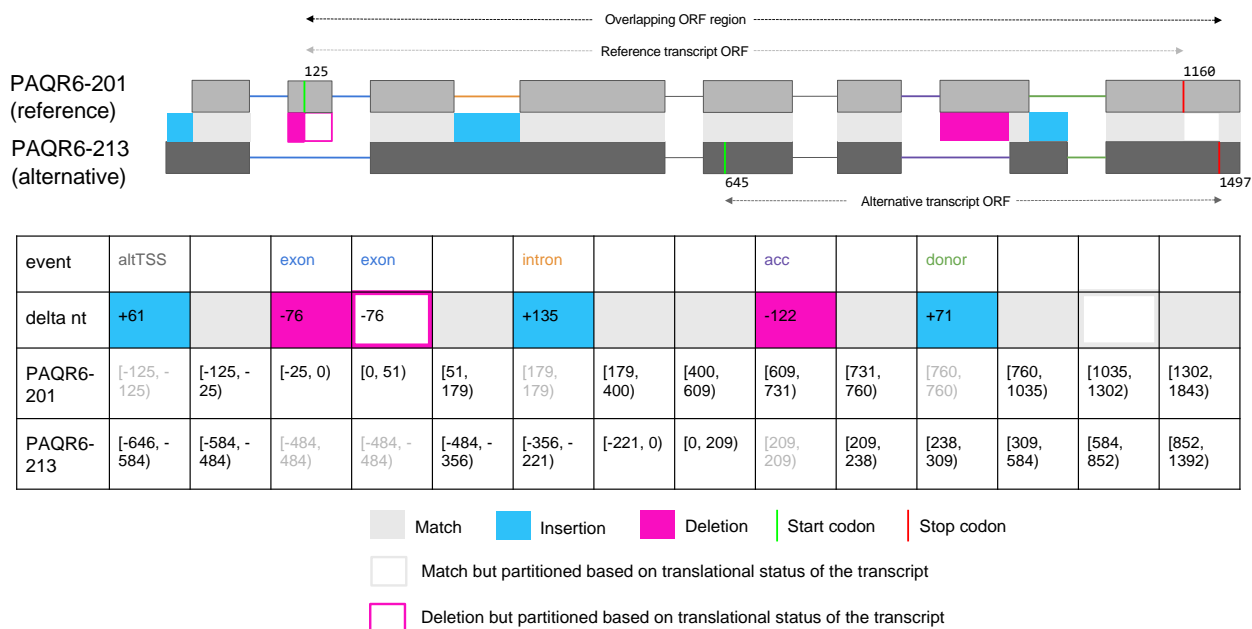 Overlapping ORF region
Reference transcript ORF
125
1160
PAQR6-201
(reference)
PAQR6-213
(alternative)
645
1497
Alternative transcript ORF
event altTSS exon exon intron acc donor
delta nt +61 -76 -76 +135 -122 +71
PAQR6-201 [-125, -125) [-125, -25) [-25, 0) [0, 51) [51, 179) [179, 179) [179, 400) [400, 609) [609, 731) [731, 760) [760, 760) [760, 1035) [1035, 1302) [1302, 1843)
PAQR6-213 [-646, -584) [-584, -484) [-484, -484) [-484, -484) [-484, -356) [-356, -221) [-221, 0) [0, 209) [209, 209) [209, 238) [238, 309) [309, 584) [584, 852) [852, 1392)
Match Insertion Deletion Start codon Stop codon
Match but partitioned based on translational status of the transcript
Deletion but partitioned based on translational status of the transcript